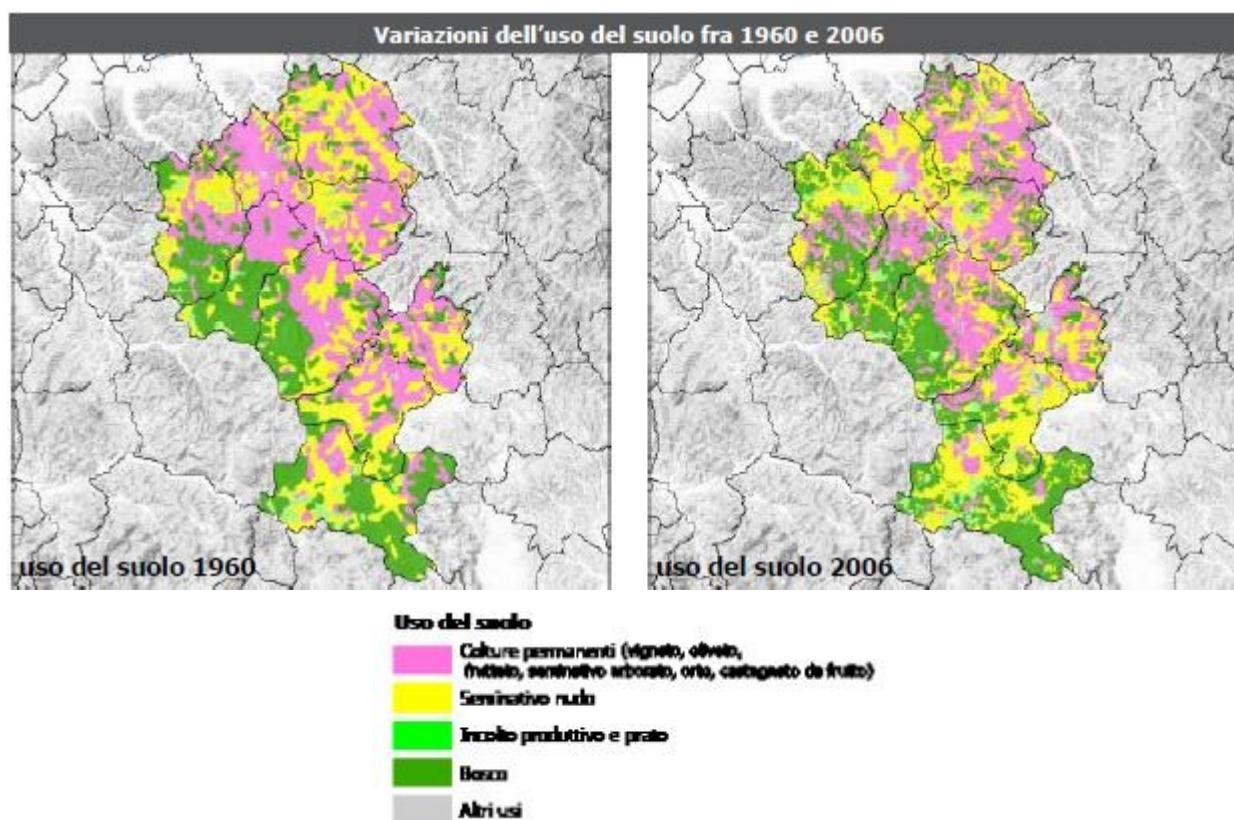 Variazioni dell'uso del suolo fra 1960 e 2006
uso del suolo 1960
uso del suolo 2006
Uso del suolo
Colture permanenti (vigneto, oliveto,
frutteto, seminativo arborato, orto, castagneto da frutto)
Seminativo nudo
Incolto produttivo e prato
Bosco
Altri usi